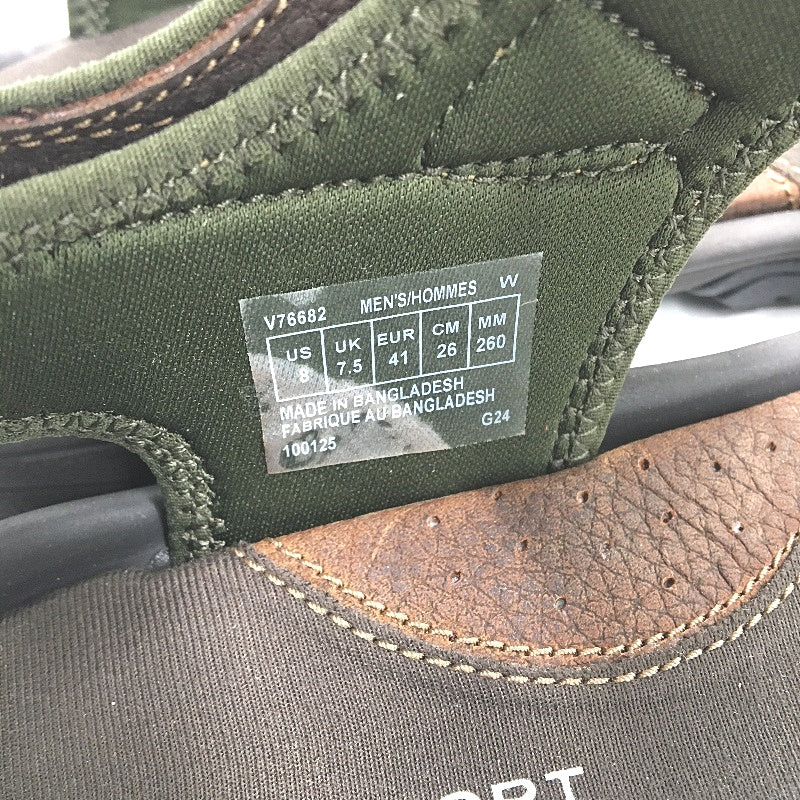 V76682 MEN'S/HOMMES W
US UK EUR CM MM
8 7.5 41 26 260
MADE IN BANGLADESH
FABRIQUE AU BANGLADESH
100125 G24